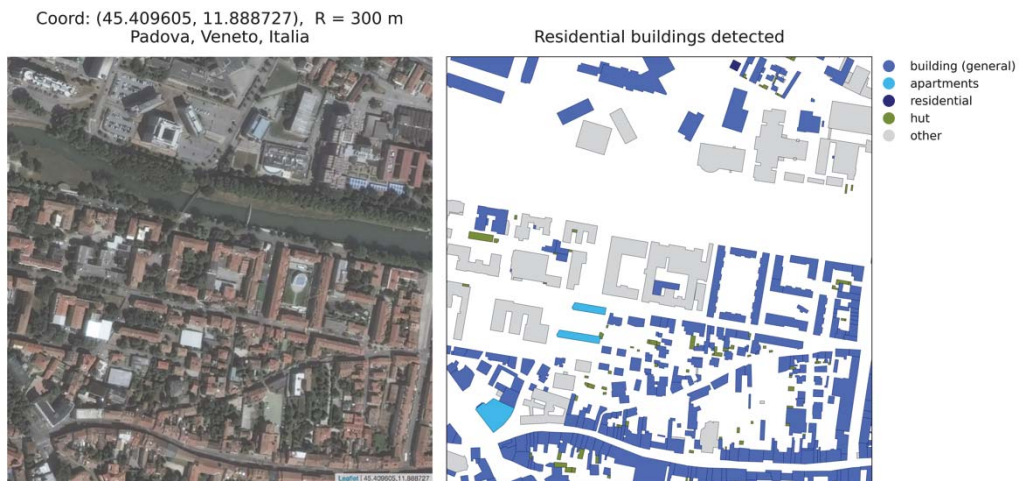 Coord: (45.409605, 11.888727),  R = 300 m
Padova, Veneto, Italia
Residential buildings detected
building (general)
apartments
residential
hut
other
Leaflet | 45.409605,11.888727